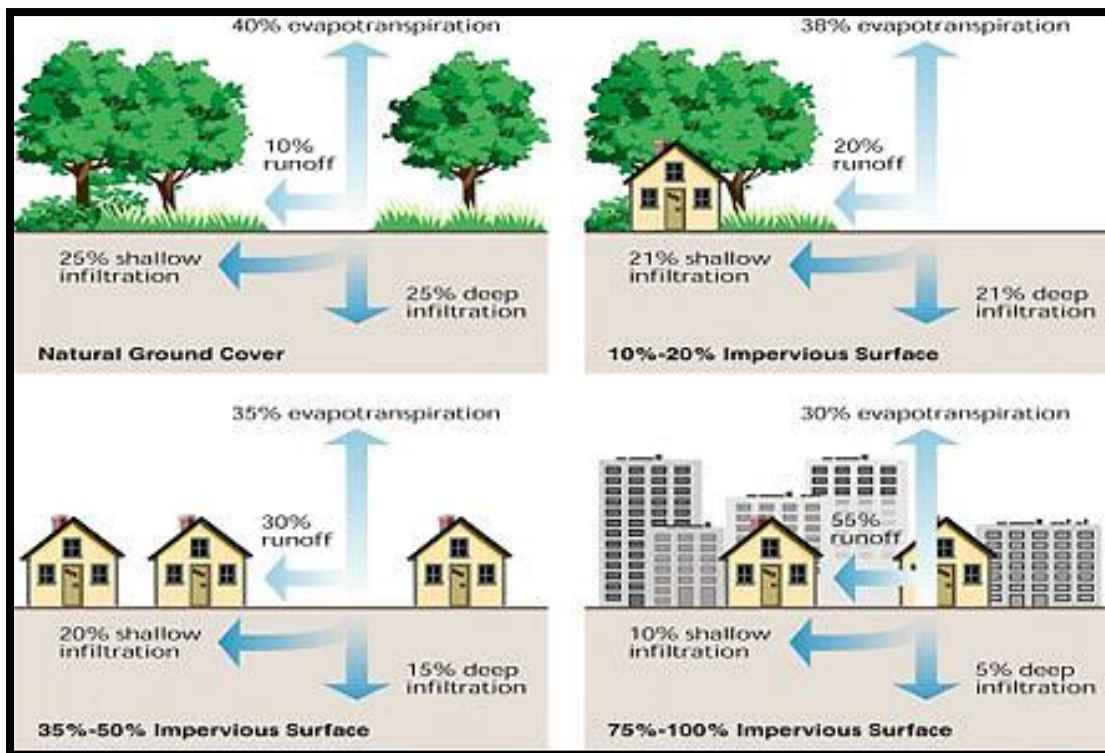 40% evapotranspiration
10%
runoff
25% shallow
infiltration
25% deep
infiltration
Natural Ground Cover
38% evapotranspiration
20%
runoff
21% shallow
infiltration
21% deep
infiltration
10%-20% Impervious Surface
35% evapotranspiration
30%
runoff
20% shallow
infiltration
15% deep
infiltration
35%-50% Impervious Surface
30% evapotranspiration
55%
runoff
10% shallow
infiltration
5% deep
infiltration
75%-100% Impervious Surface